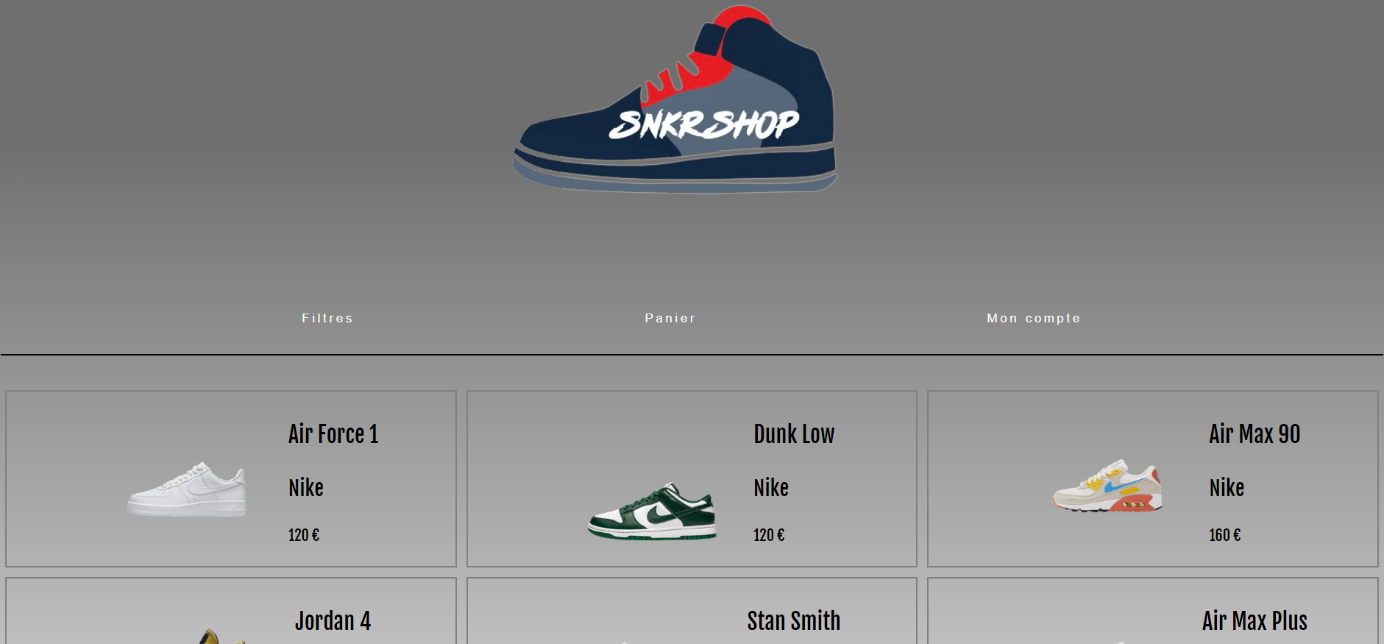 SNKRSHOP
Filtres Panier Mon compte
Air Force 1
Nike
120 €
Dunk Low
Nike
120 €
Air Max 90
Nike
160 €
Jordan 4
Stan Smith
Air Max Plus